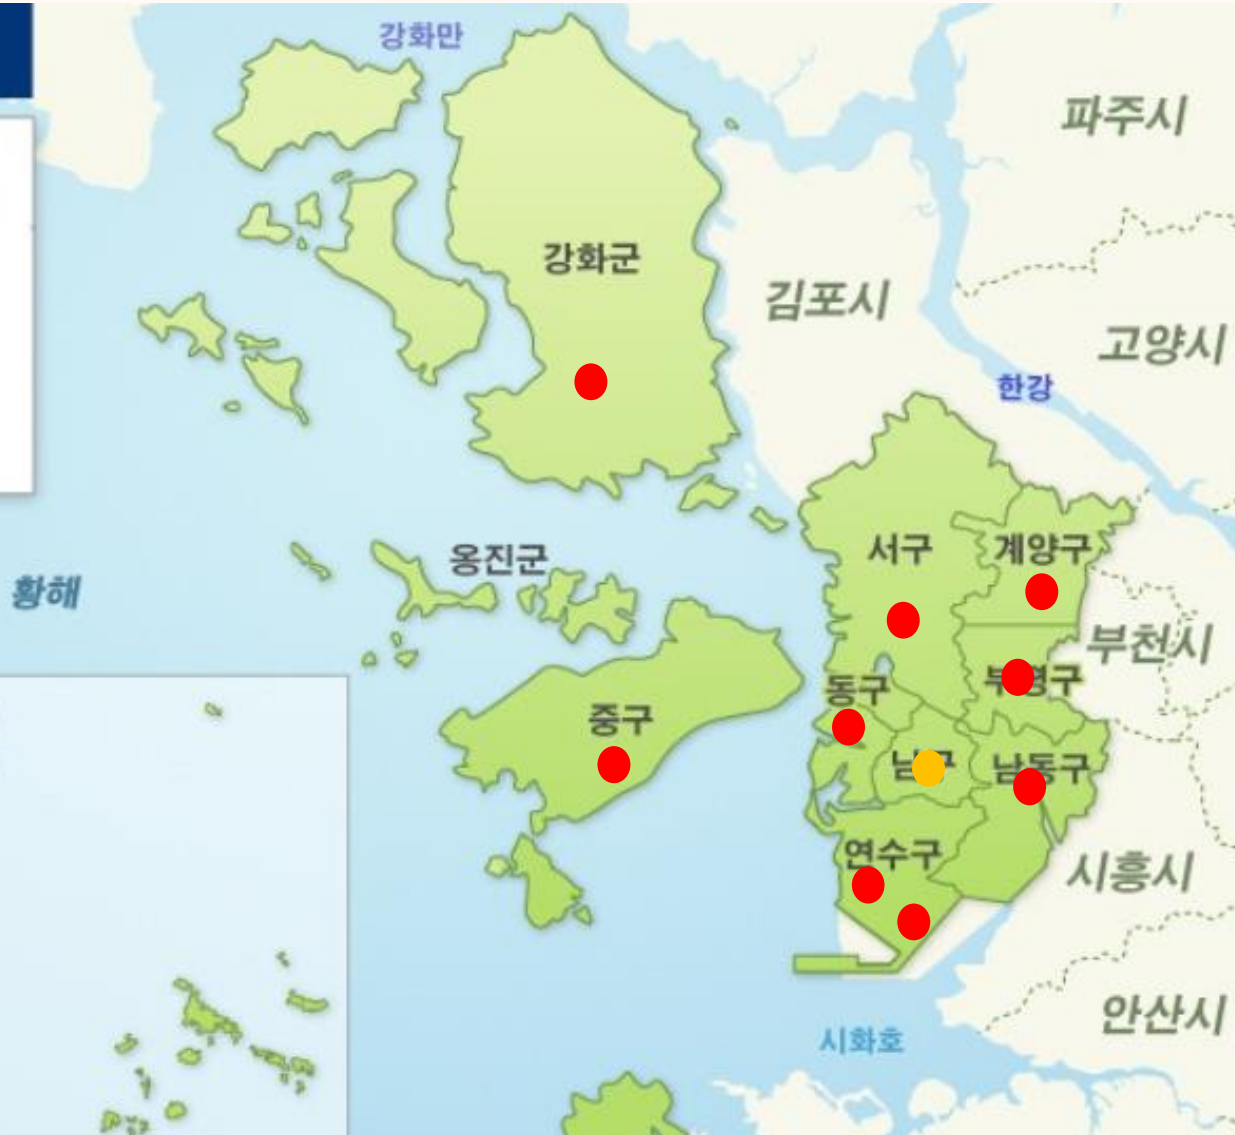 강화만
파주시
강화군
김포시
고양시
한강
서구
계양구
옹진군
황해
부천시
동구
중구
남동구
연수구
시흥시
안산시
시화호